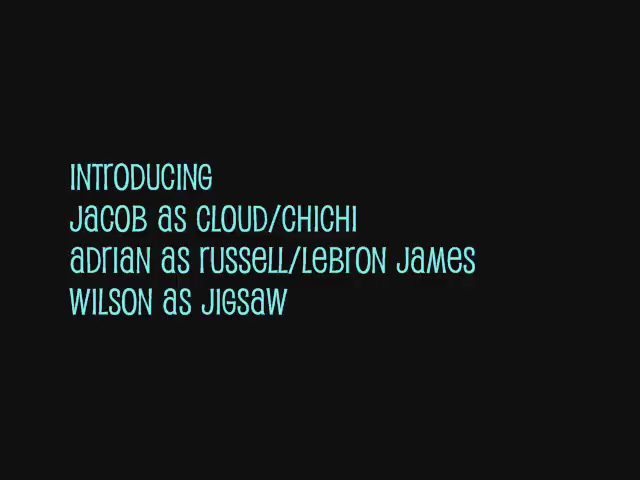 INTrODUCING
JaCOB as CLOUD/CHICHI
aDrIaN as rUSSELL/LeBrON JaMES
WILSON as JIGSaW